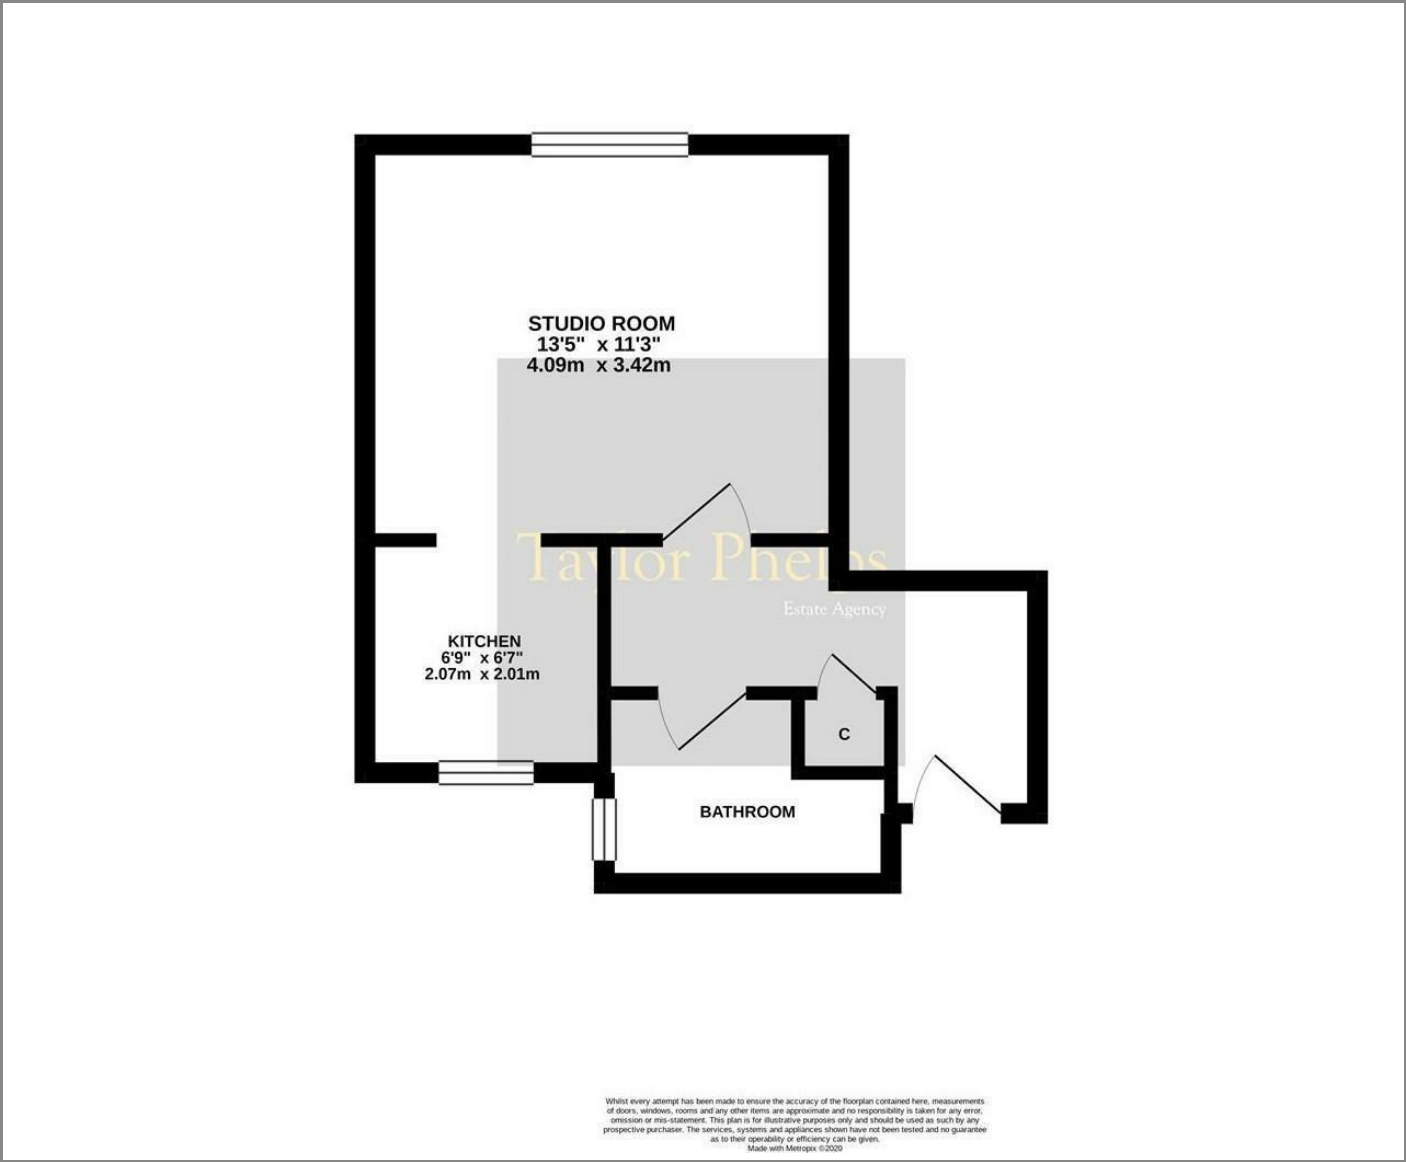 STUDIO ROOM
13'5" x 11'3"
4.09m x 3.42m
Taylor Phelps
Estate Agency
KITCHEN
6'9" x 6'7"
2.07m x 2.01m
C
BATHROOM
Whilst every attempt has been made to ensure the accuracy of the floorplan contained here, measurements
of doors, windows, rooms and any other items are approximate and no responsibility is taken for any error,
omission or mis-statement. This plan is for illustrative purposes only and should be used as such by any
prospective purchaser. The services, systems and appliances shown have not been tested and no guarantee
as to their operability or efficiency can be given.
Made with Metropix ©2020